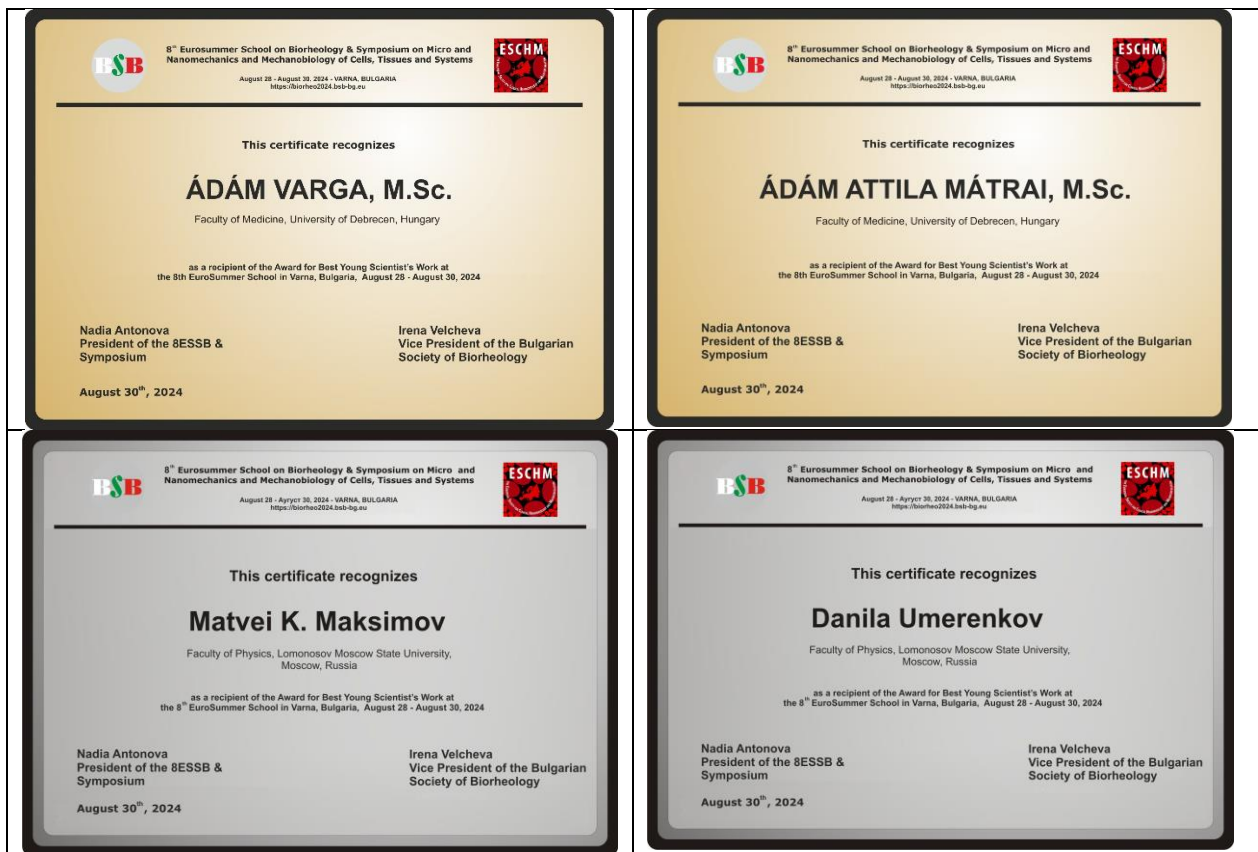 BSB
8th Eurosummer School on Biorheology & Symposium on Micro and
Nanomechanics and Mechanobiology of Cells, Tissues and Systems
August 28 - August 30, 2024 - VARNA, BULGARIA
https://biorheo2024.bsb-bg.eu
ESCHM
This certificate recognizes
ÁDÁM VARGA, M.Sc.
Faculty of Medicine, University of Debrecen, Hungary
as a recipient of the Award for Best Young Scientist's Work at
the 8th EuroSummer School in Varna, Bulgaria, August 28 - August 30, 2024
Nadia Antonova
President of the 8ESSB &
Symposium
Irena Velcheva
Vice President of the Bulgarian
Society of Biorheology
August 30th, 2024
BSB
8th Eurosummer School on Biorheology & Symposium on Micro and
Nanomechanics and Mechanobiology of Cells, Tissues and Systems
August 28 - August 30, 2024 - VARNA, BULGARIA
https://biorheo2024.bsb-bg.eu
ESCHM
This certificate recognizes
ÁDÁM ATTILA MÁTRAI, M.Sc.
Faculty of Medicine, University of Debrecen, Hungary
as a recipient of the Award for Best Young Scientist's Work at
the 8th EuroSummer School in Varna, Bulgaria, August 28 - August 30, 2024
Nadia Antonova
President of the 8ESSB &
Symposium
Irena Velcheva
Vice President of the Bulgarian
Society of Biorheology
August 30th, 2024
BSB
8th Eurosummer School on Biorheology & Symposium on Micro and
Nanomechanics and Mechanobiology of Cells, Tissues and Systems
August 28 - Аугуст 30, 2024 - VARNA, BULGARIA
https://biorheo2024.bsb-bg.eu
ESCHM
This certificate recognizes
Matvei K. Maksimov
Faculty of Physics, Lomonosov Moscow State University,
Moscow, Russia
as a recipient of the Award for Best Young Scientist's Work at
the 8th EuroSummer School in Varna, Bulgaria, August 28 - August 30, 2024
Nadia Antonova
President of the 8ESSB &
Symposium
Irena Velcheva
Vice President of the Bulgarian
Society of Biorheology
August 30th, 2024
BSB
8th Eurosummer School on Biorheology & Symposium on Micro and
Nanomechanics and Mechanobiology of Cells, Tissues and Systems
August 28 - Аугуст 30, 2024 - VARNA, BULGARIA
https://biorheo2024.bsb-bg.eu
ESCHM
This certificate recognizes
Danila Umerenkov
Faculty of Physics, Lomonosov Moscow State University,
Moscow, Russia
as a recipient of the Award for Best Young Scientist's Work at
the 8th EuroSummer School in Varna, Bulgaria, August 28 - August 30, 2024
Nadia Antonova
President of the 8ESSB &
Symposium
Irena Velcheva
Vice President of the Bulgarian
Society of Biorheology
August 30th, 2024